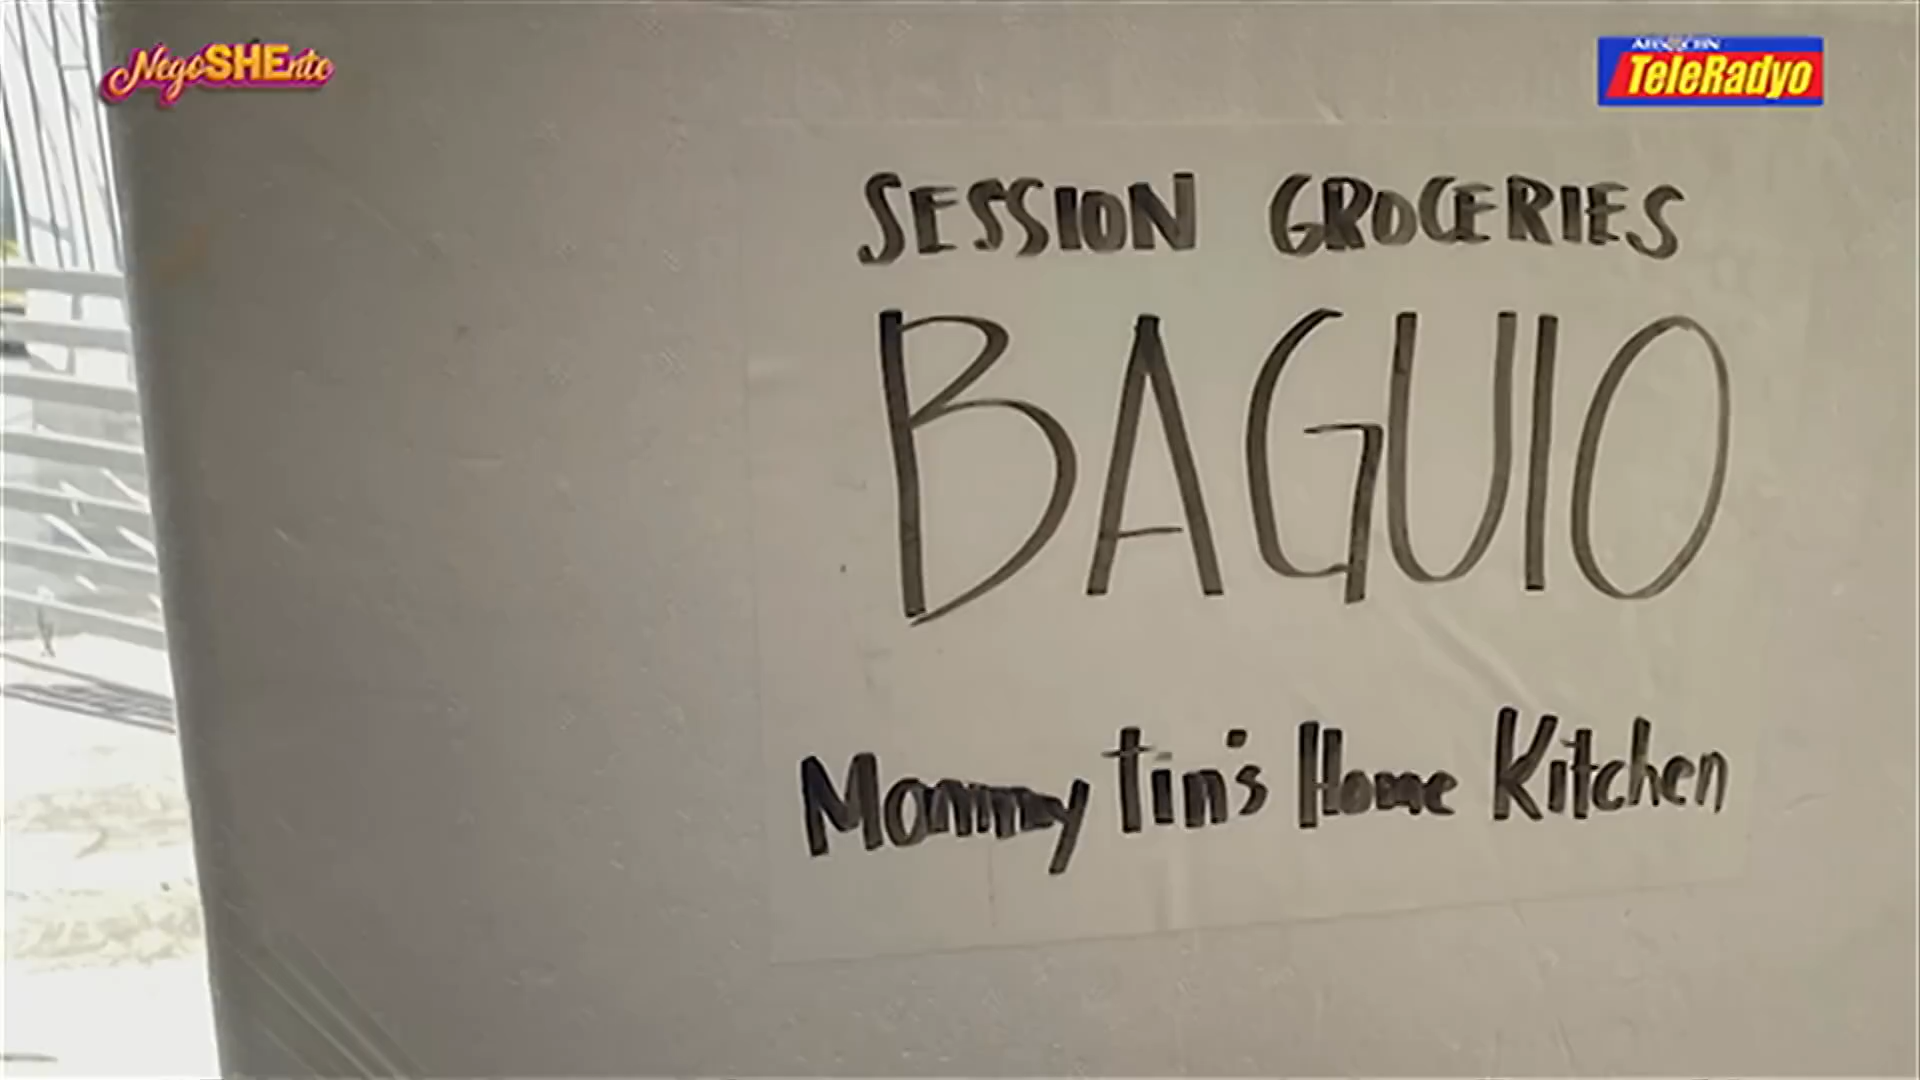 NegoSHEnte
ABS-CBN
TeleRadyo
SESSION GROCERIES
BAGUIO
Mommy Tin's Home Kitchen